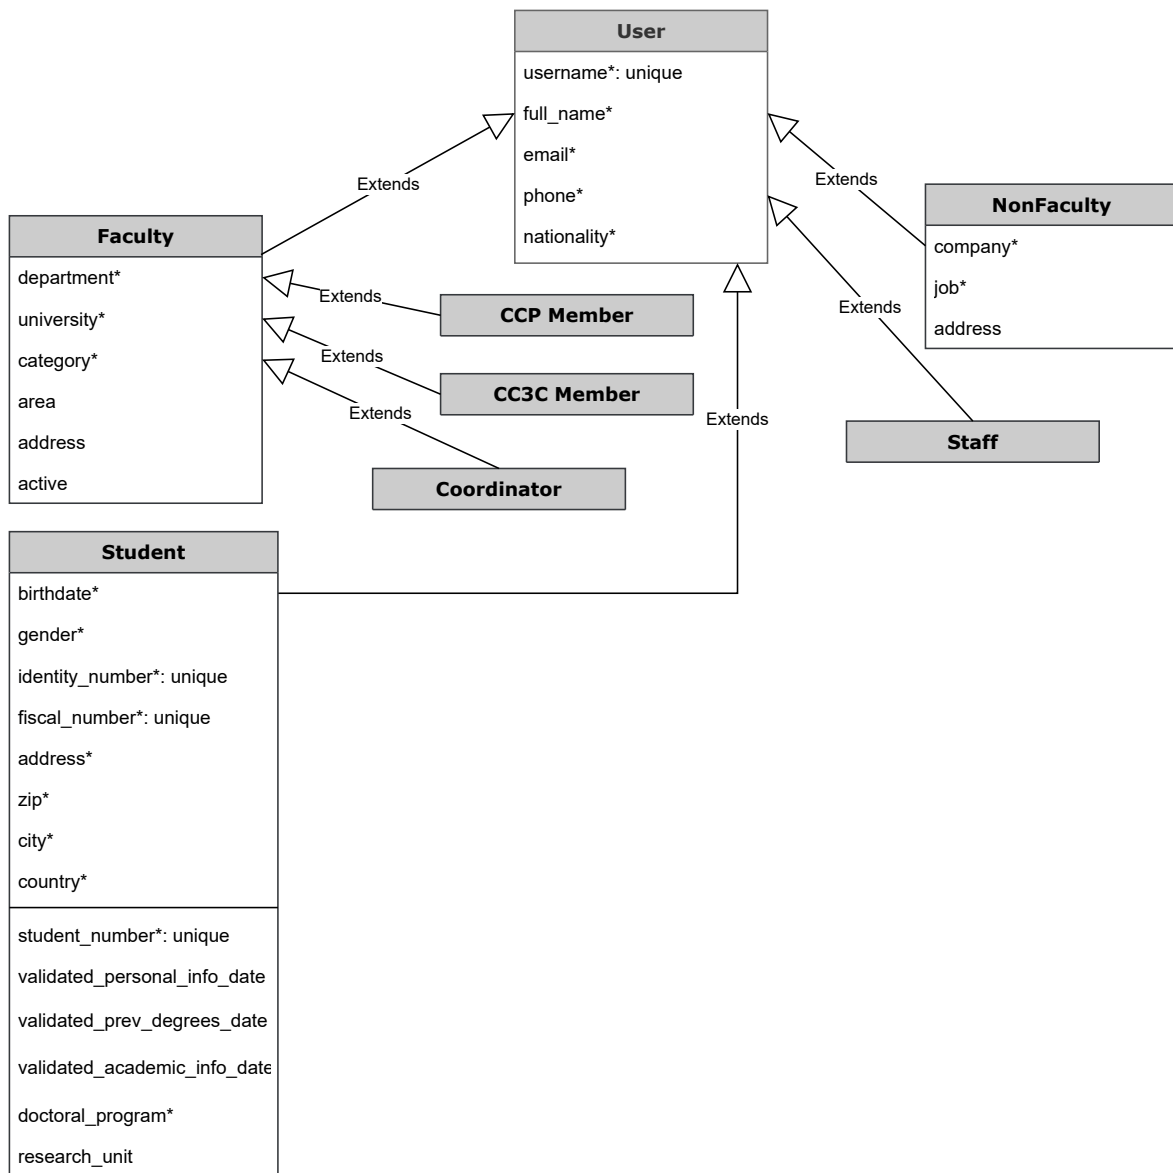 User
username*: unique
full_name*
email*
phone*
nationality*
Extends
Extends
NonFaculty
company*
job*
address
Faculty
department*
university*
category*
area
address
active
Extends
CCP Member
Extends
CC3C Member
Extends
Coordinator
Extends
Extends
Staff
Student
birthdate*
gender*
identity_number*: unique
fiscal_number*: unique
address*
zip*
city*
country*
student_number*: unique
validated_personal_info_date
validated_prev_degrees_date
validated_academic_info_date
doctoral_program*
research_unit